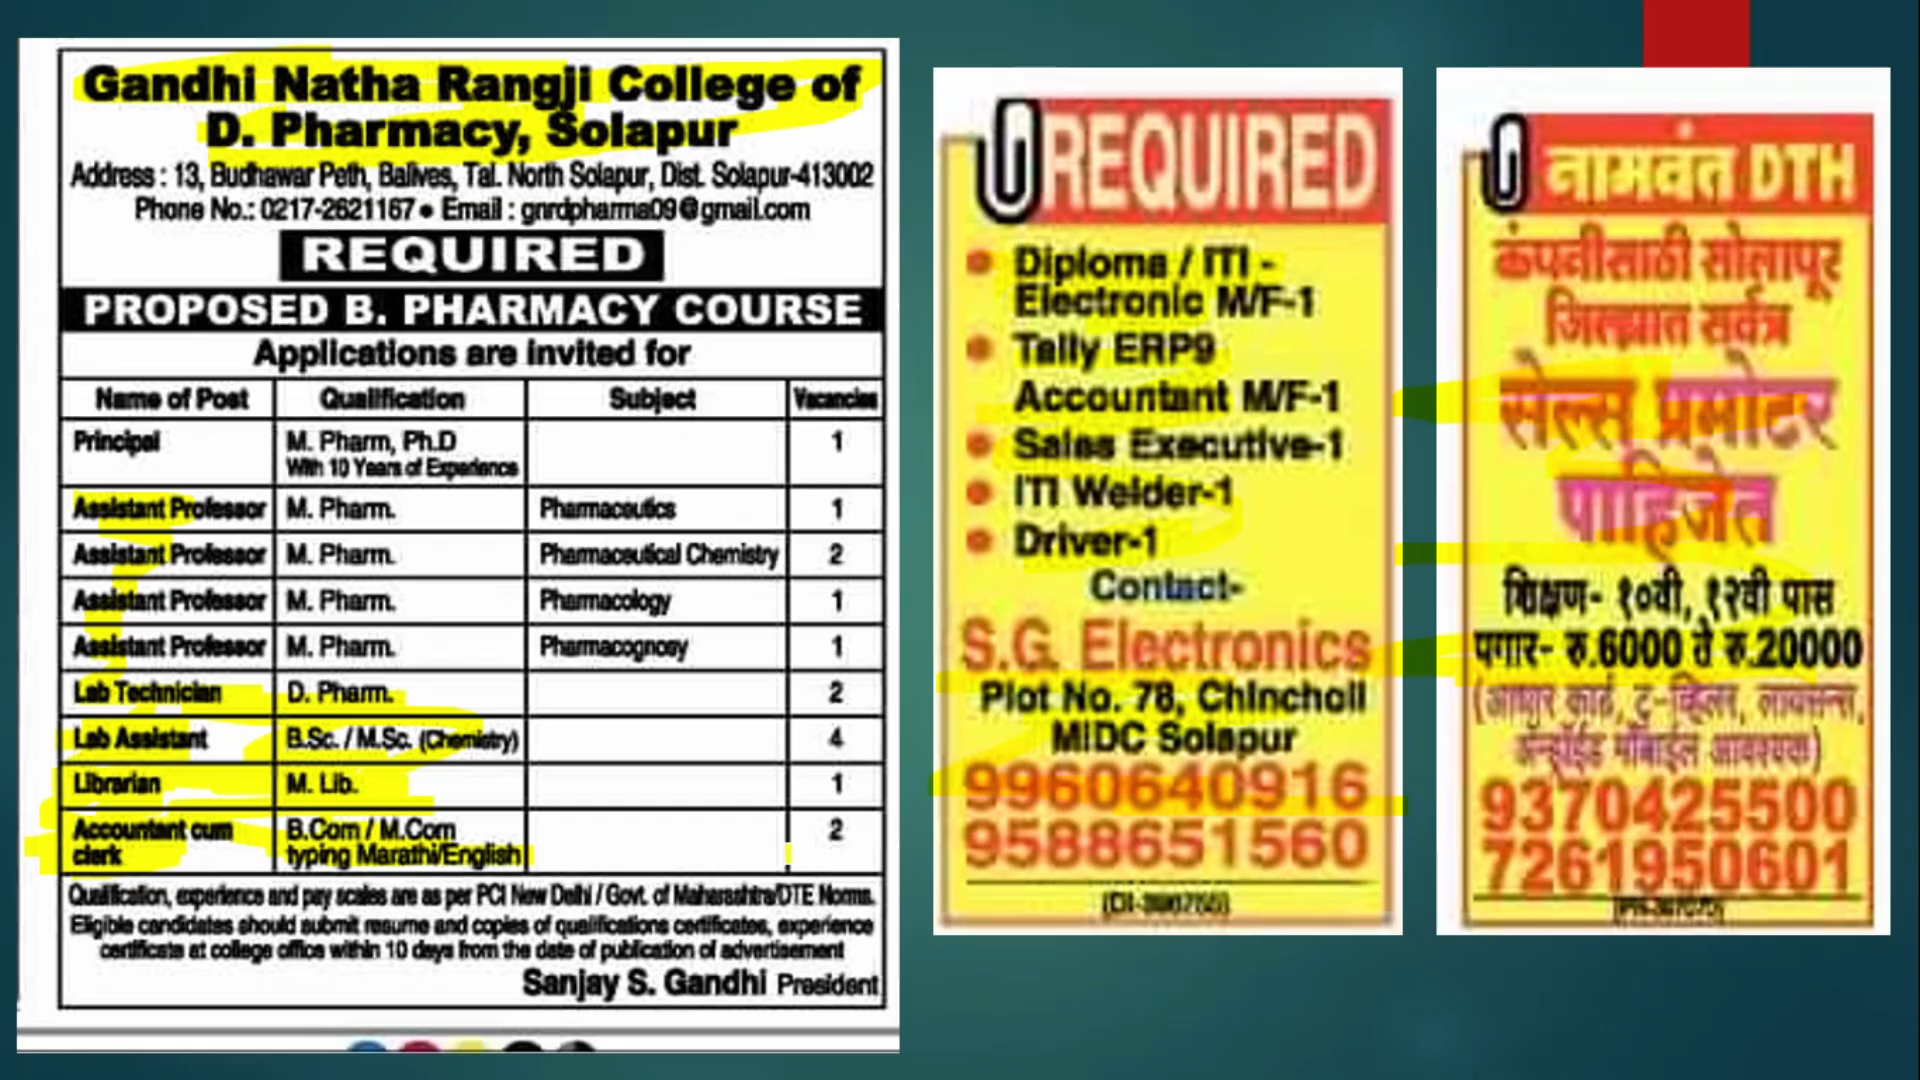 Gandhi Natha Rangji College of
D. Pharmacy, Solapur
Address : 13, Budhawar Peth, Balives, Tal. North Solapur, Dist. Solapur-413002
Phone No.: 0217-2621167 • Email : gnrdpharma09@gmail.com
REQUIRED
PROPOSED B. PHARMACY COURSE
Applications are invited for
Name of Post Qualification Subject Vacancies
Principal M. Pharm, Ph.D 1
With 10 Years of Experience
Assistant Professor M. Pharm. Pharmaceutics 1
Assistant Professor M. Pharm. Pharmaceutical Chemistry 2
Assistant Professor M. Pharm. Pharmacology 1
Assistant Professor M. Pharm. Pharmacognosy 1
Lab Technician D. Pharm. 2
Lab Assistant B.Sc. / M.Sc. (Chemistry) 4
Librarian M. Lib. 1
Accountant cum B.Com / M.Com 2
clerk typing Marathi/English
Qualification, experience and pay scales are as per PCI New Delhi / Govt. of Maharashtra/DTE Norms.
Eligible candidates should submit resume and copies of qualifications certificates, experience
certificate at college office within 10 days from the date of publication of advertisement
Sanjay S. Gandhi President
REQUIRED
• Diploma / ITI -
Electronic M/F-1
• Tally ERP9
Accountant M/F-1
• Sales Executive-1
• ITI Welder-1
• Driver-1
Contact-
S.G. Electronics
Plot No. 78, Chincholi
MIDC Solapur
9960640916
9588651560
नामवंत DTH
कंपनीसाठी सोलापूर
जिल्ह्यात सर्वत्र
सेल्स प्रमोटर
पाहिजेत
शिक्षण- १०वी, १२वी पास
पगार- रु.6000 ते रु.20000
(आधार कार्ड, टु-व्हिलर, लायसन्स,
अँन्ड्रॉईड मोबाईल आवश्यक)
9370425500
7261950601